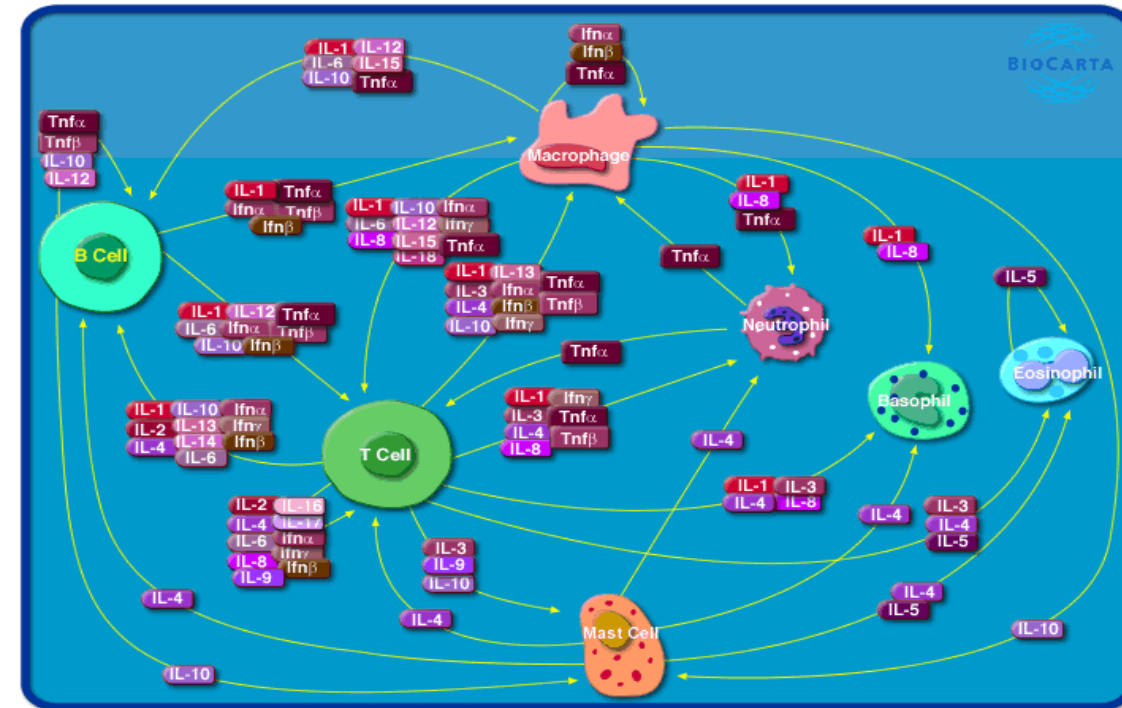 Ifnα
Ifnβ
Tnfα
IL-1 IL-12
IL-6 IL-15
IL-10 Tnfα
BIOCARTA
Tnfα
Tnfβ
IL-10
IL-12
Macrophage
IL-1 Tnfα
Ifnα Tnfβ
Ifnβ
IL-1 IL-10 Ifnα
IL-6 IL-12 Ifnγ
IL-8 IL-15 Tnfα
IL-18
IL-1
IL-8
Tnfα
IL-1
IL-8
B Cell
Tnfα
IL-1 IL-13
IL-3 Ifnα Tnfα
IL-4 Ifnβ Tnfβ
IL-10 Ifnγ
IL-5
IL-1 IL-12 Tnfα
IL-6 Ifnα Tnfβ
IL-10 Ifnβ
Neutrophil
Tnfα
Eosinophil
Basophil
IL-1 IL-10 Ifnα
IL-2 IL-13 Ifnγ
IL-4 IL-14 Ifnβ
IL-6
IL-1 Ifnγ
IL-3 Tnfα
IL-4 Tnfβ
IL-8
T Cell
IL-4
IL-1 IL-3
IL-4 IL-8
IL-2 IL-16
IL-4 IL-17
IL-6 Ifnα
IL-8 Ifnγ
IL-9 Ifnβ
IL-4
IL-3
IL-4
IL-5
IL-3
IL-9
IL-10
IL-4
IL-4
IL-4
IL-5
Mast Cell
IL-10
IL-10